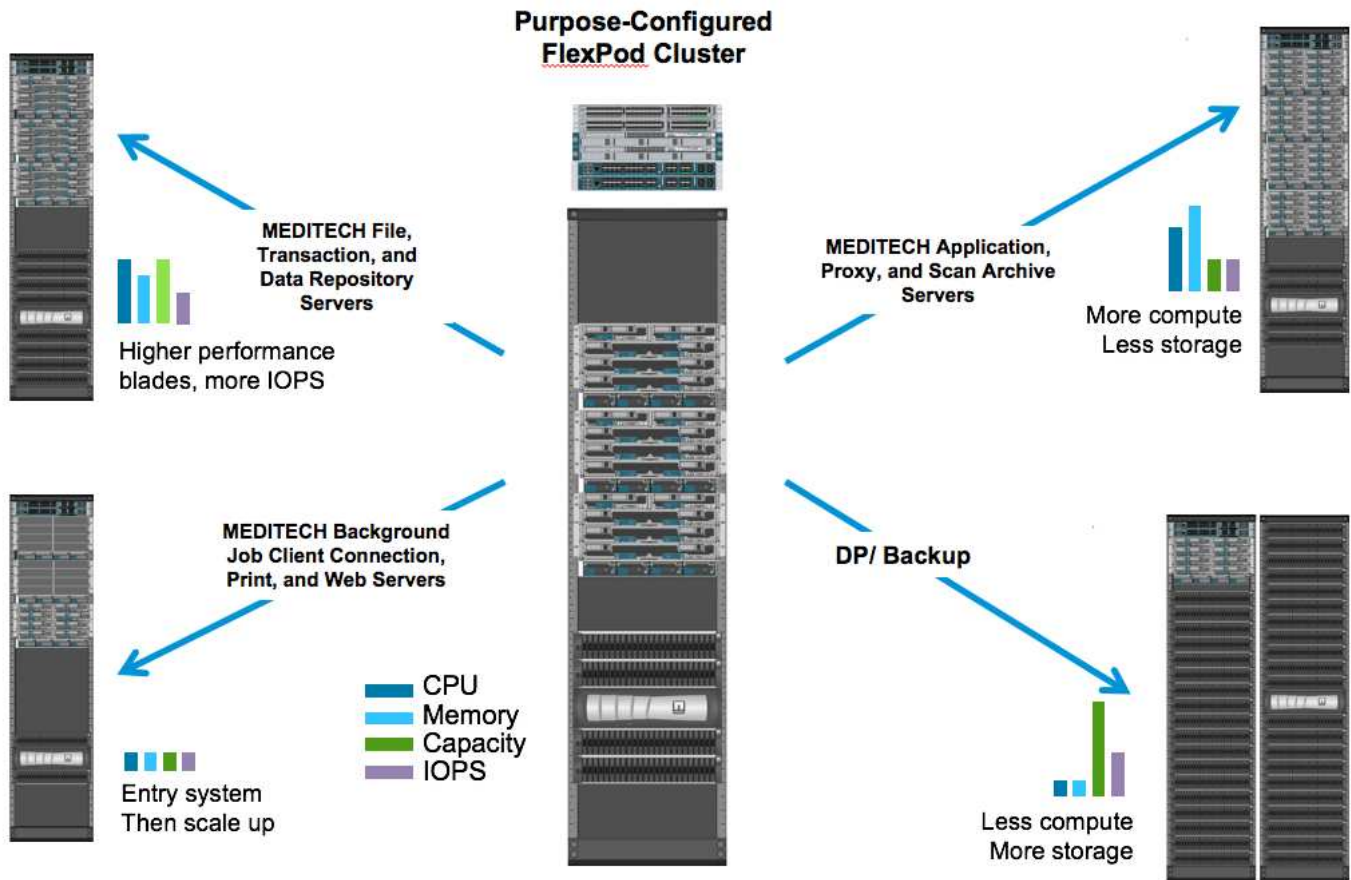 Purpose-Configured
FlexPod Cluster
MEDITECH File,
Transaction, and
Data Repository
Servers
Higher performance
blades, more IOPS
MEDITECH Application,
Proxy, and Scan Archive
Servers
More compute
Less storage
MEDITECH Background
Job Client Connection,
Print, and Web Servers
Entry system
Then scale up
CPU
Memory
Capacity
IOPS
DP/ Backup
Less compute
More storage